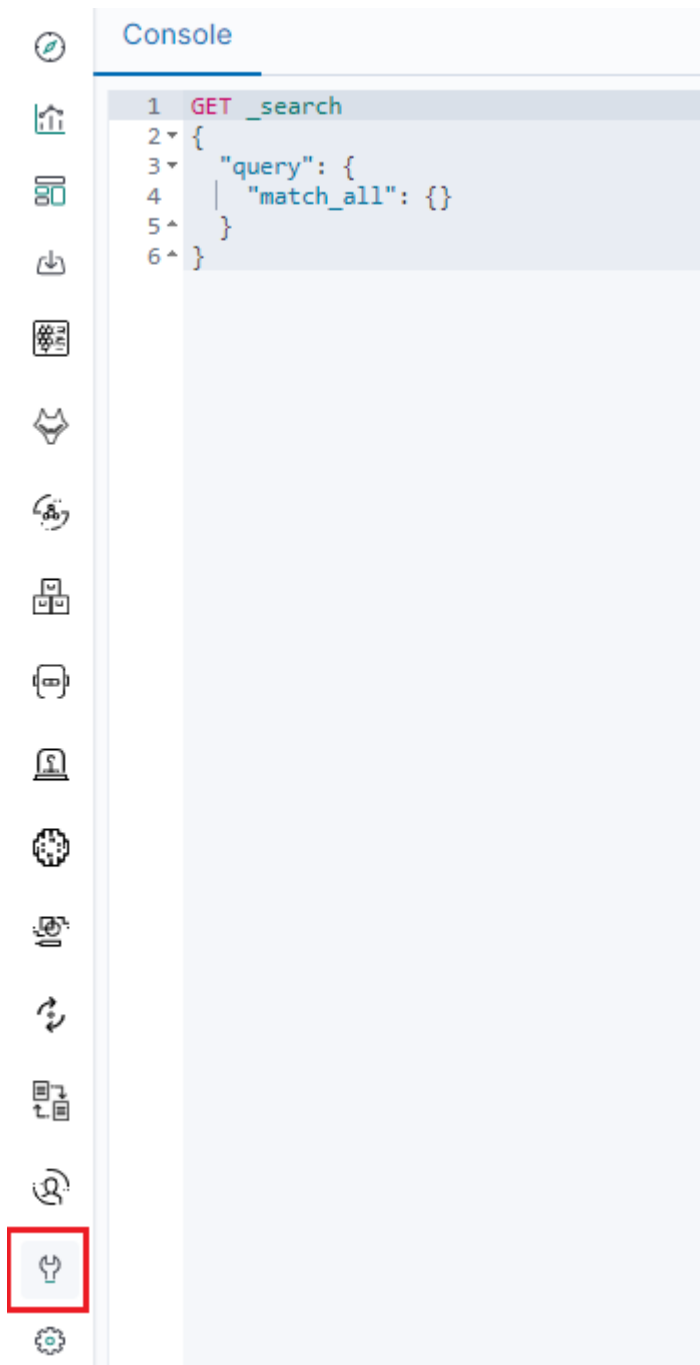 Console
1 GET _search
2 {
3 "query": {
4 "match_all": {}
5 }
6 }